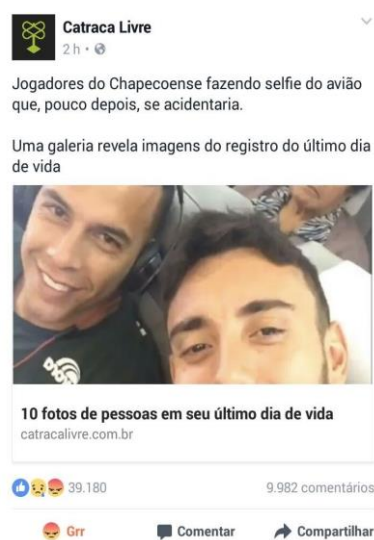 Catraca Livre
2 h •
Jogadores do Chapecoense fazendo selfie do avião
que, pouco depois, se acidentaria.
Uma galeria revela imagens do registro do último dia
de vida
10 fotos de pessoas em seu último dia de vida
catracalivre.com.br
39.180
9.982 comentários
Grr
Comentar
Compartilhar